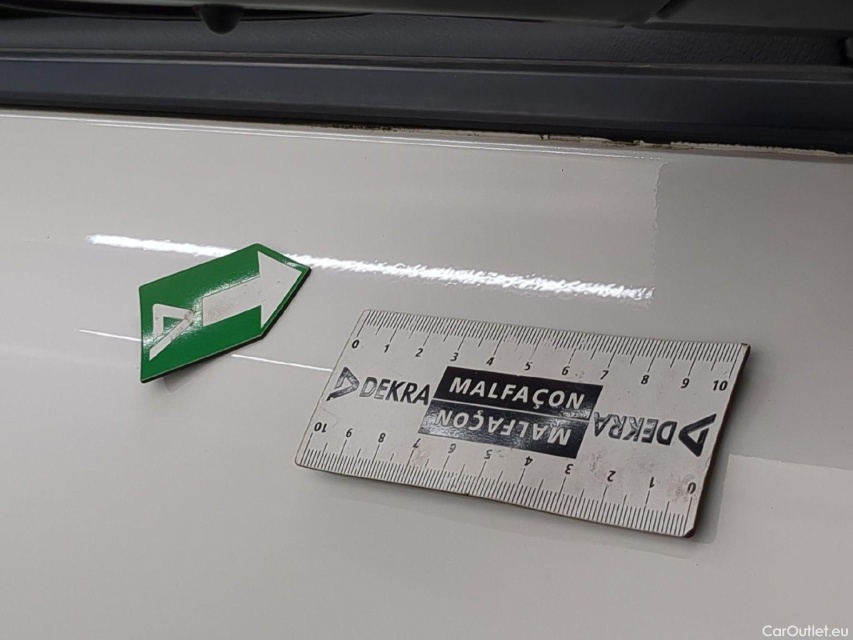 0 1 2 3 4 5 6 7 8 9 10
DEKRA MALFAÇON
MALFAÇON DEKRA
10 9 8 7 6 5 4 3 2 1 0
CarOutlet.eu